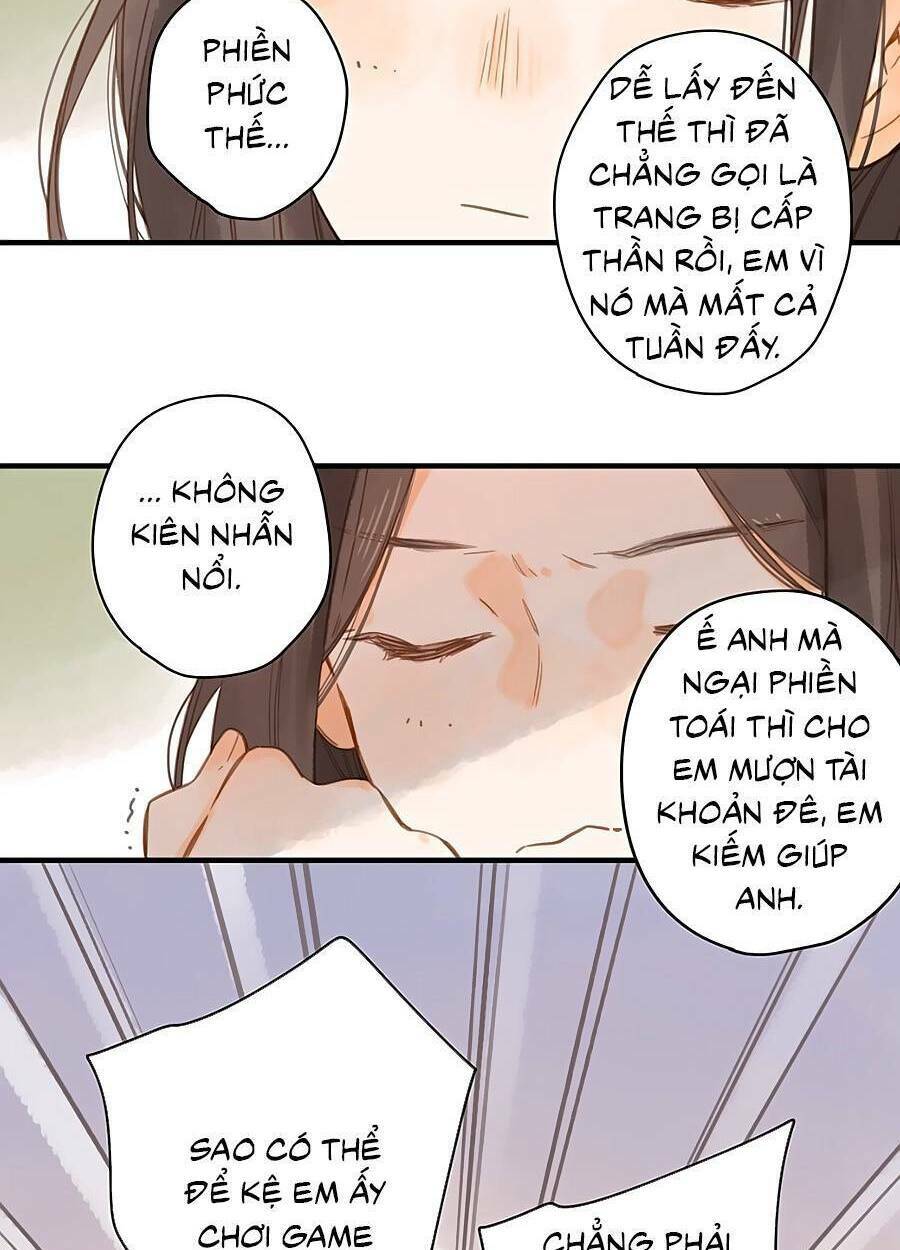 PHIỀN
PHỨC
THẾ...
DỄ LẤY ĐẾN
THẾ THÌ ĐÃ
CHẲNG GỌI LÀ
TRANG BỊ CẤP
THẦN RỒI, EM VÌ
NÓ MÀ MẤT CẢ
TUẦN ĐẤY.
... KHÔNG
KIÊN NHẪN
NỔI.
Ế ANH MÀ
NGẠI PHIỀN
TOÁI THÌ CHO
EM MƯỢN TÀI
KHOẢN ĐÊ, EM
KIẾM GIÚP
ANH.
SAO CÓ THỂ
ĐỂ KỆ EM ẤY
CHƠI GAME
CHẲNG PHẢI